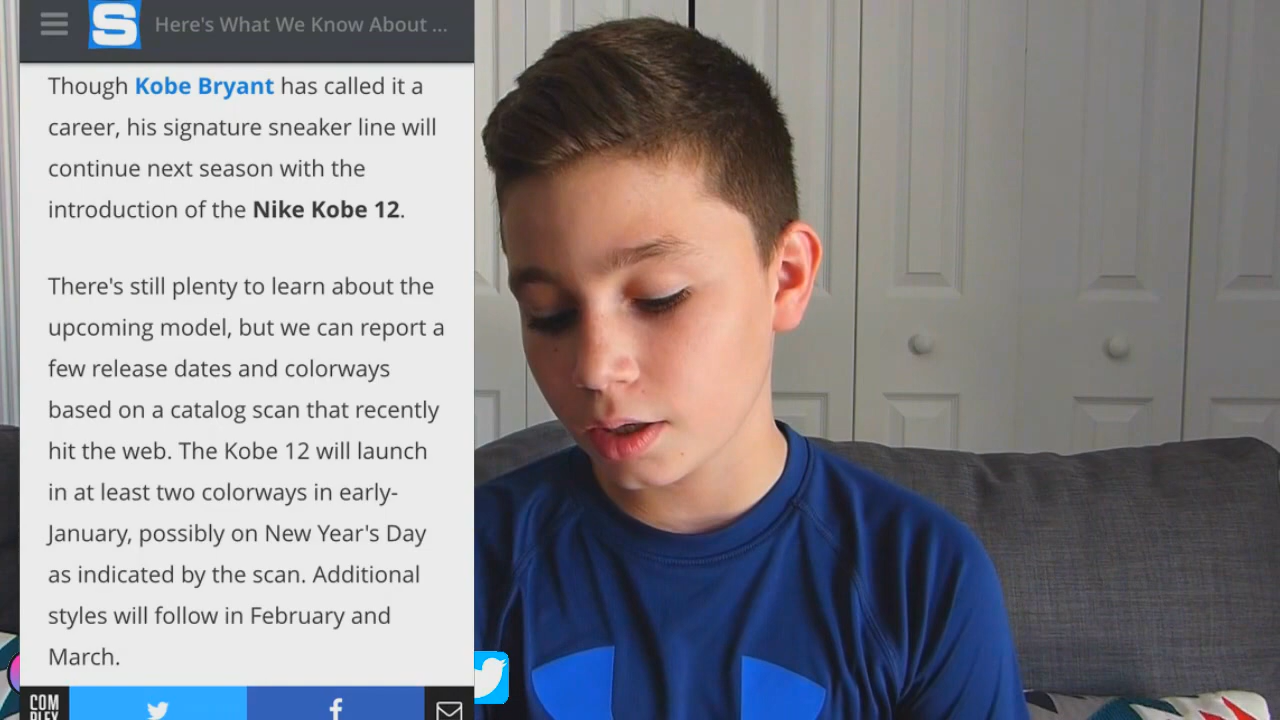 S Here's What We Know About ...
Though Kobe Bryant has called it a
career, his signature sneaker line will
continue next season with the
introduction of the Nike Kobe 12.
There's still plenty to learn about the
upcoming model, but we can report a
few release dates and colorways
based on a catalog scan that recently
hit the web. The Kobe 12 will launch
in at least two colorways in early-
January, possibly on New Year's Day
as indicated by the scan. Additional
styles will follow in February and
March.
COM
PLEX